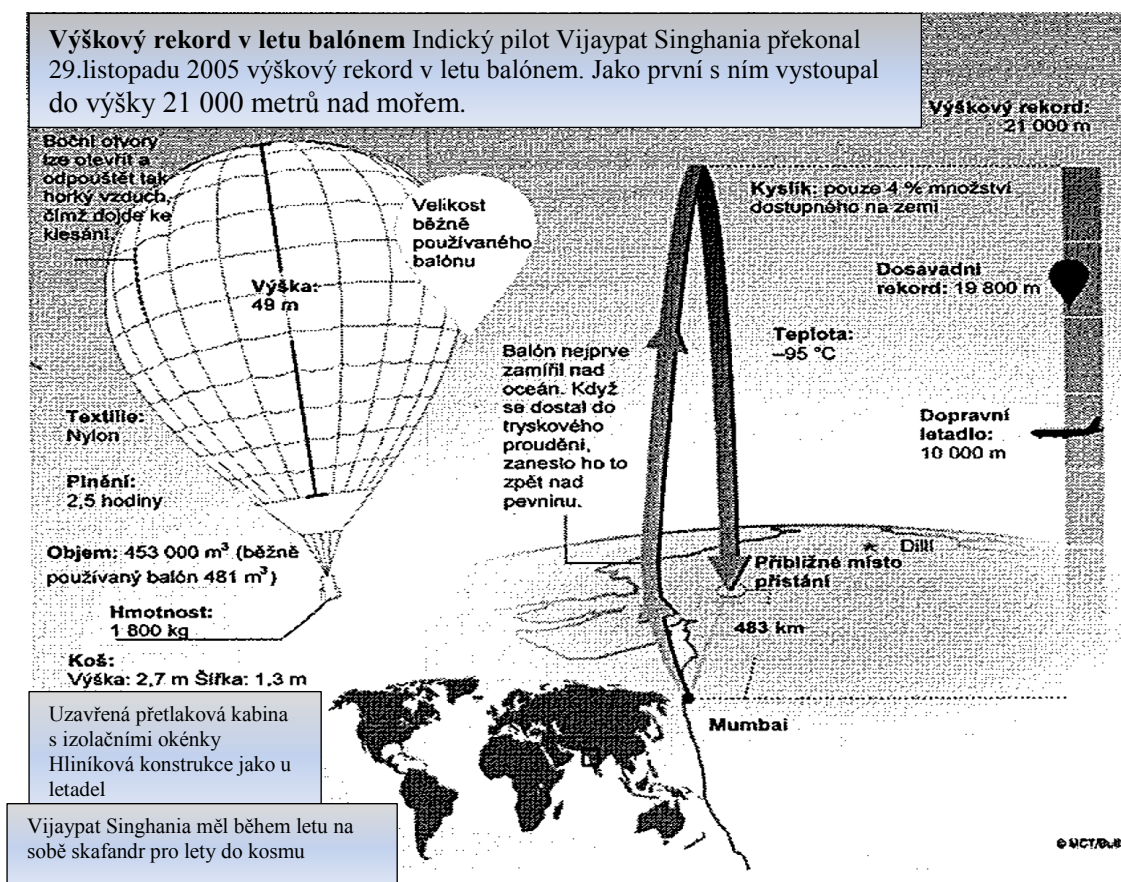 Výškový rekord v letu balónem Indický pilot Vijaypat Singhania překonal
29.listopadu 2005 výškový rekord v letu balónem. Jako první s ním vystoupal
do výšky 21 000 metrů nad mořem.
Výškový rekord:
21 000 m
Boční otvory
lze otevřít a
odpouštět tak
horký vzduch,
čímž dojde ke
klesání.
Velikost
běžně
používaného
balónu
Výška:
49 m
Kyslík: pouze 4 % množství
dostupného na zemi
Dosavadní
rekord: 19 800 m
Teplota:
–95 °C
Balón nejprve
zamířil nad
oceán. Když
se dostal do
tryskového
proudění,
zaneslo ho to
zpět nad
pevninu.
Dopravní
letadlo:
10 000 m
Textilie:
Nylon
Plnění:
2,5 hodiny
Objem: 453 000 m³ (běžně
používaný balón 481 m³)
Hmotnost:
1 800 kg
Koš:
Výška: 2,7 m Šířka: 1,3 m
Dillí
Přibližné místo
přistání
483 km
Mumbai
Uzavřená přetlaková kabina
s izolačními okénky
Hliníková konstrukce jako u
letadel
Vijaypat Singhania měl během letu na
sobě skafandr pro lety do kosmu